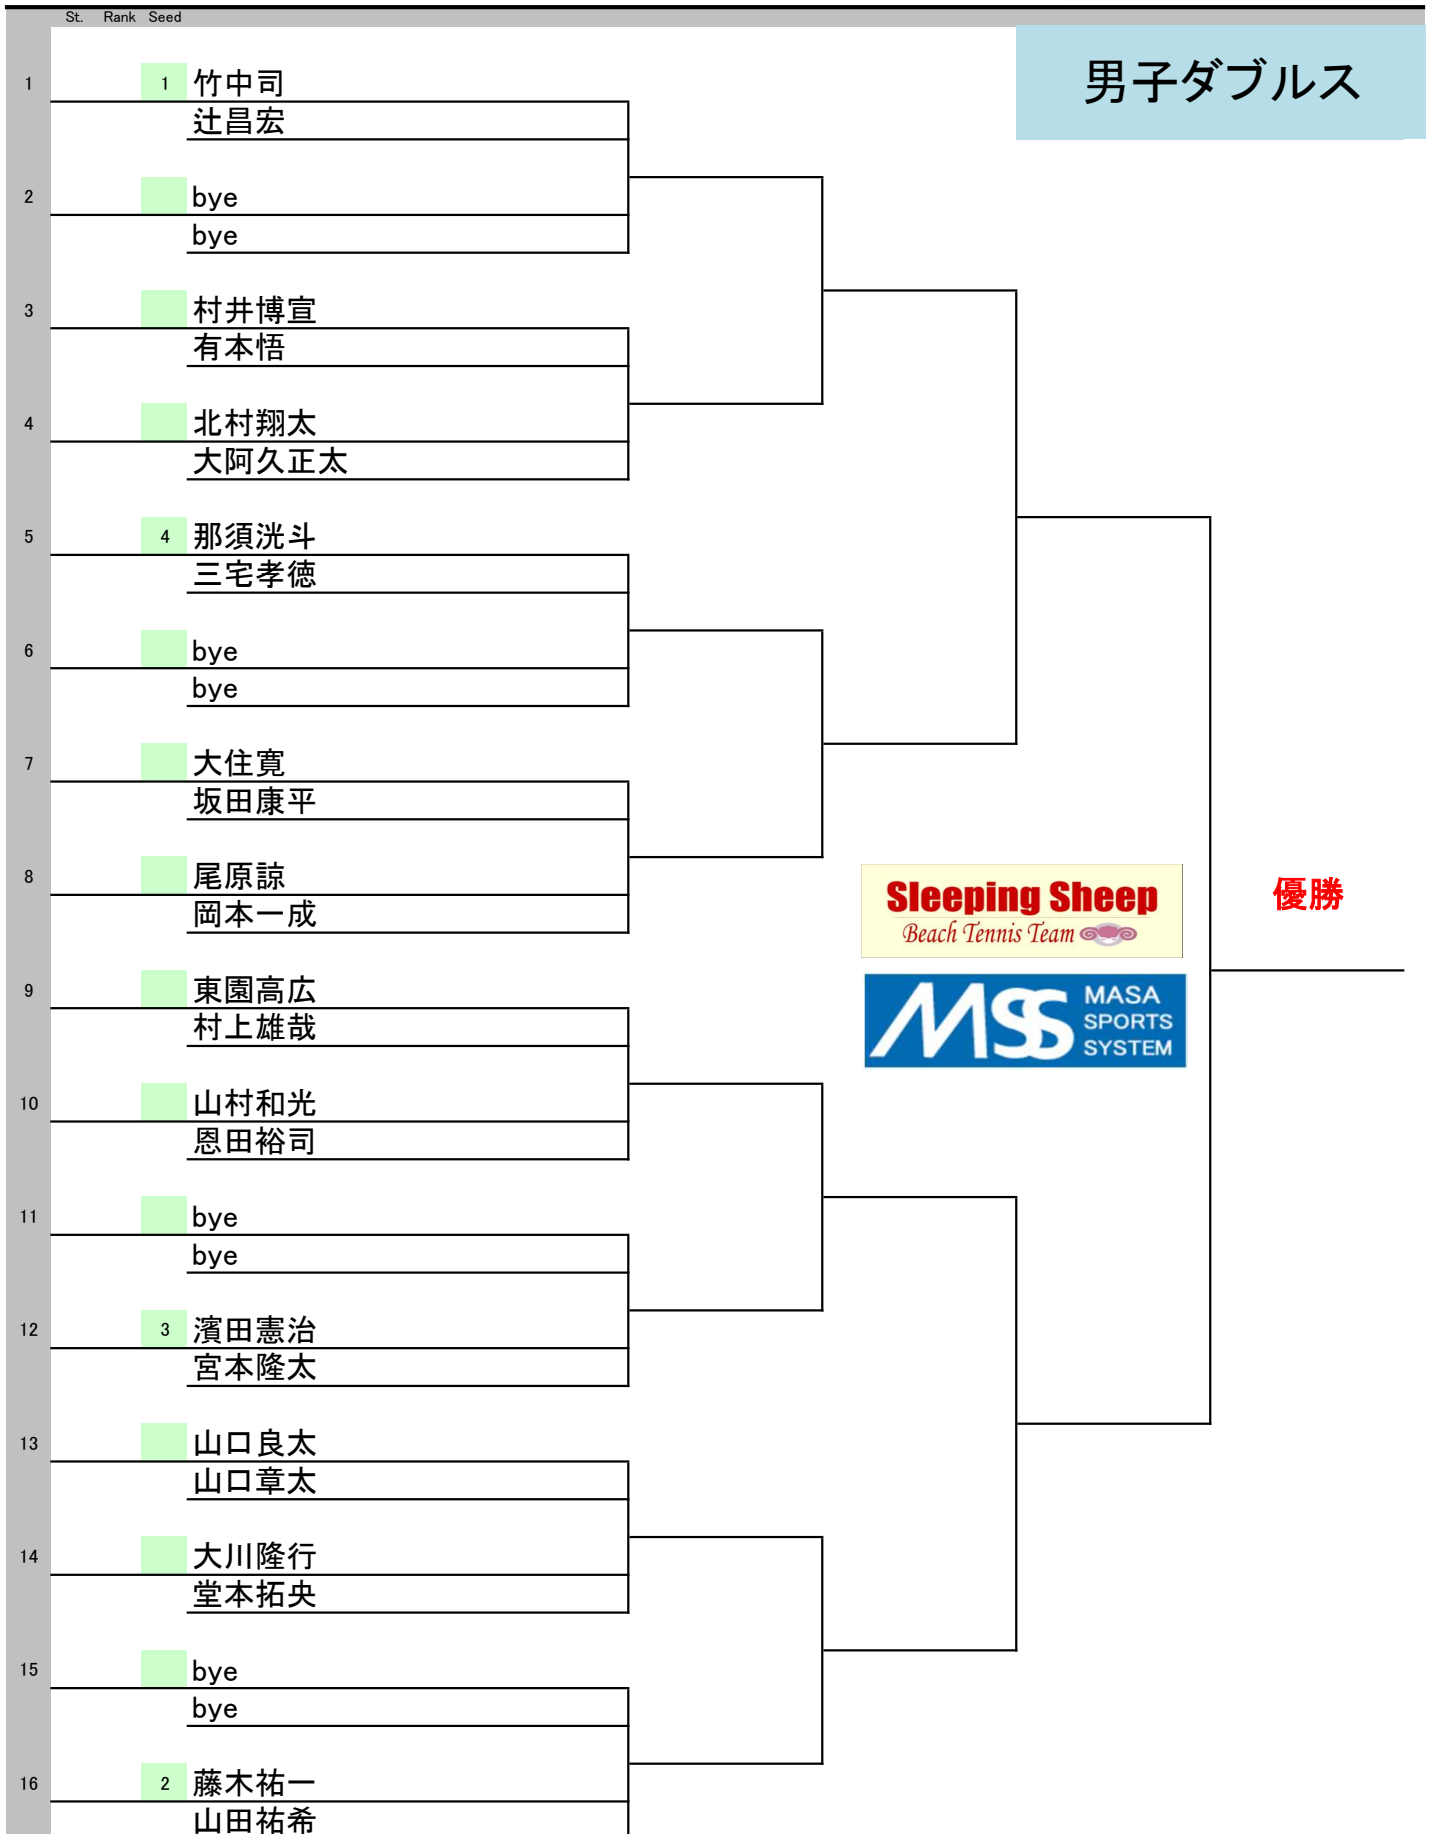 St. Rank Seed
男子ダブルス
1 1 竹中司
辻昌宏
2 bye
bye
3 村井博宣
有本悟
4 北村翔太
大阿久正太
5 4 那須洸斗
三宅孝徳
6 bye
bye
7 大住寛
坂田康平
8 尾原諒
岡本一成
Sleeping Sheep
Beach Tennis Team
優勝
9 東園高広
村上雄哉
MSS MASA
SPORTS
SYSTEM
10 山村和光
恩田裕司
11 bye
bye
12 3 濱田憲治
宮本隆太
13 山口良太
山口章太
14 大川隆行
堂本拓央
15 bye
bye
16 2 藤木祐一
山田祐希